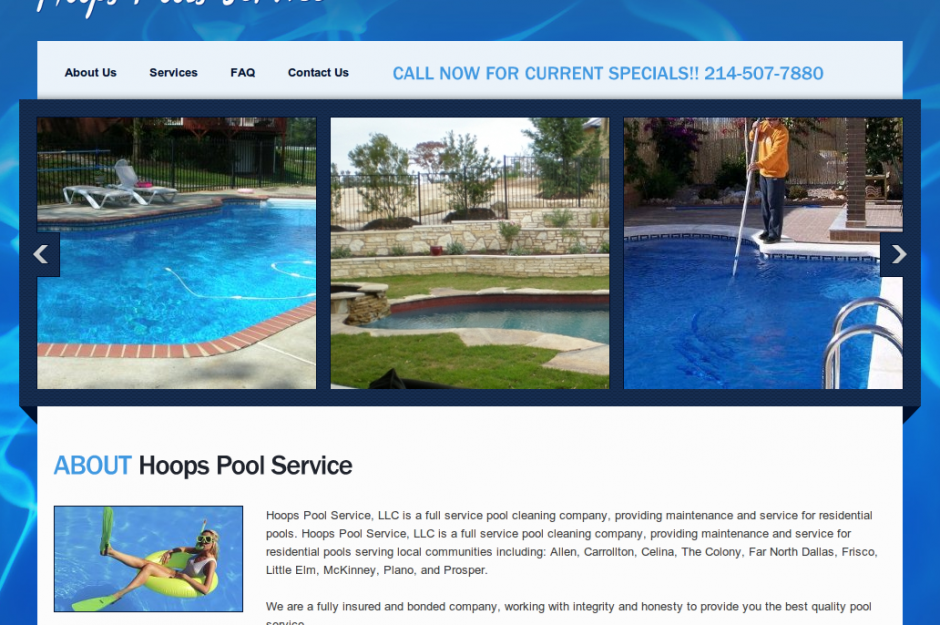 Hoops Pool Service
About Us Services FAQ Contact Us CALL NOW FOR CURRENT SPECIALS!! 214-507-7880
ABOUT Hoops Pool Service
Hoops Pool Service, LLC is a full service pool cleaning company, providing maintenance and service for residential
pools. Hoops Pool Service, LLC is a full service pool cleaning company, providing maintenance and service for
residential pools serving local communities including: Allen, Carrollton, Celina, The Colony, Far North Dallas, Frisco,
Little Elm, McKinney, Plano, and Prosper.
We are a fully insured and bonded company, working with integrity and honesty to provide you the best quality pool
service